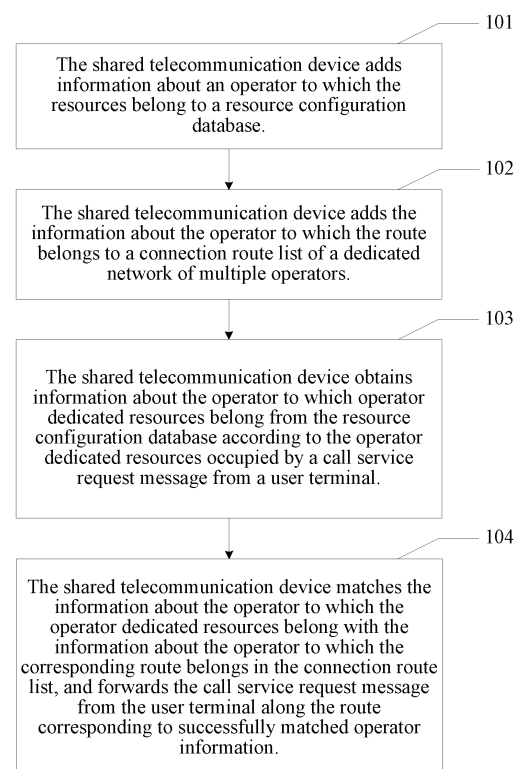 101
The shared telecommunication device adds
information about an operator to which the
resources belong to a resource configuration
database.
102
The shared telecommunication device adds the
information about the operator to which the route
belongs to a connection route list of a dedicated
network of multiple operators.
103
The shared telecommunication device obtains
information about the operator to which operator
dedicated resources belong from the resource
configuration database according to the operator
dedicated resources occupied by a call service
request message from a user terminal.
104
The shared telecommunication device matches the
information about the operator to which the
operator dedicated resources belong with the
information about the operator to which the
corresponding route belongs in the connection route
list, and forwards the call service request message
from the user terminal along the route
corresponding to successfully matched operator
information.